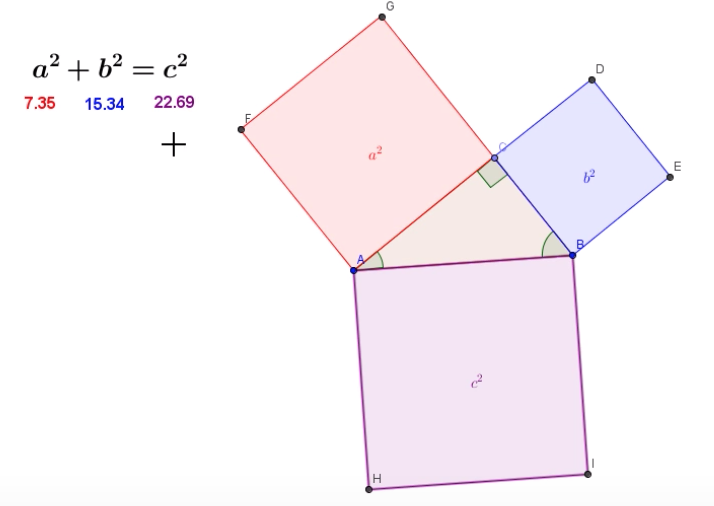 G
a² + b² = c²
D
7.35 15.34 22.69
F
C
a²
E
b²
B
A
c²
I
H